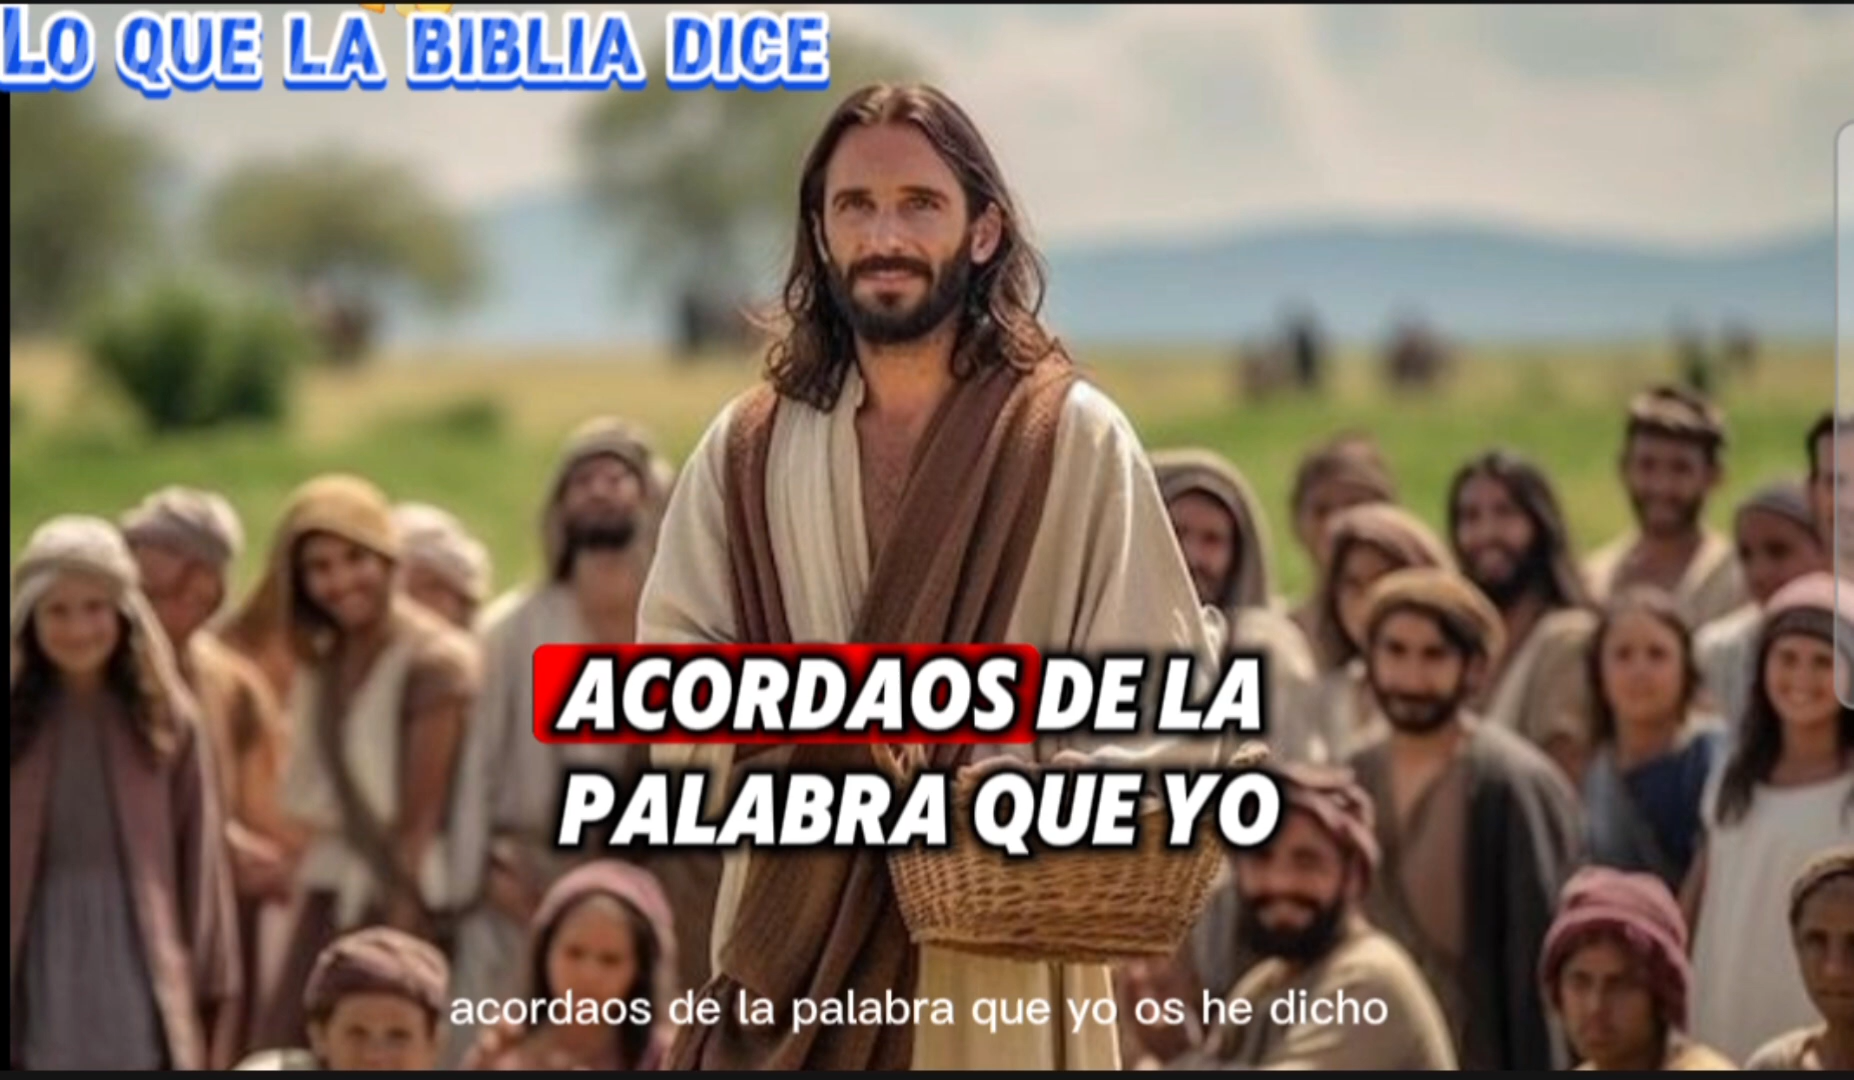 LO QUE LA BIBLIA DICE
ACORDAOS DE LA
PALABRA QUE YO
acordaos de la palabra que yo os he dicho